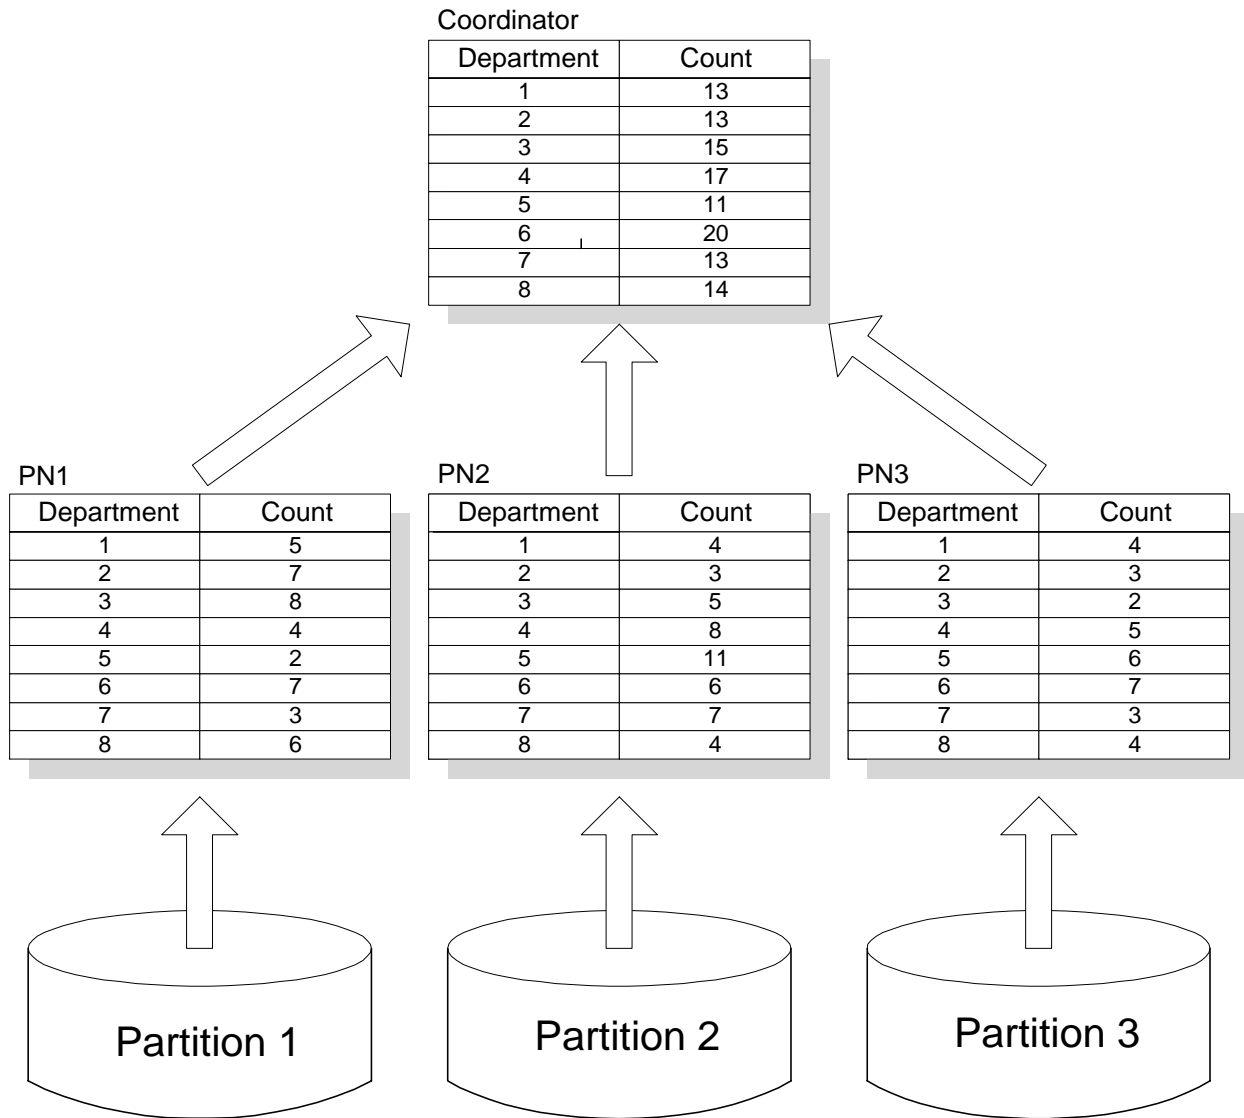 Coordinator
Department Count
1 13
2 13
3 15
4 17
5 11
6 20
7 13
8 14
PN1
Department Count
1 5
2 7
3 8
4 4
5 2
6 7
7 3
8 6
PN2
Department Count
1 4
2 3
3 5
4 8
5 11
6 6
7 7
8 4
PN3
Department Count
1 4
2 3
3 2
4 5
5 6
6 7
7 3
8 4
Partition 1
Partition 2
Partition 3